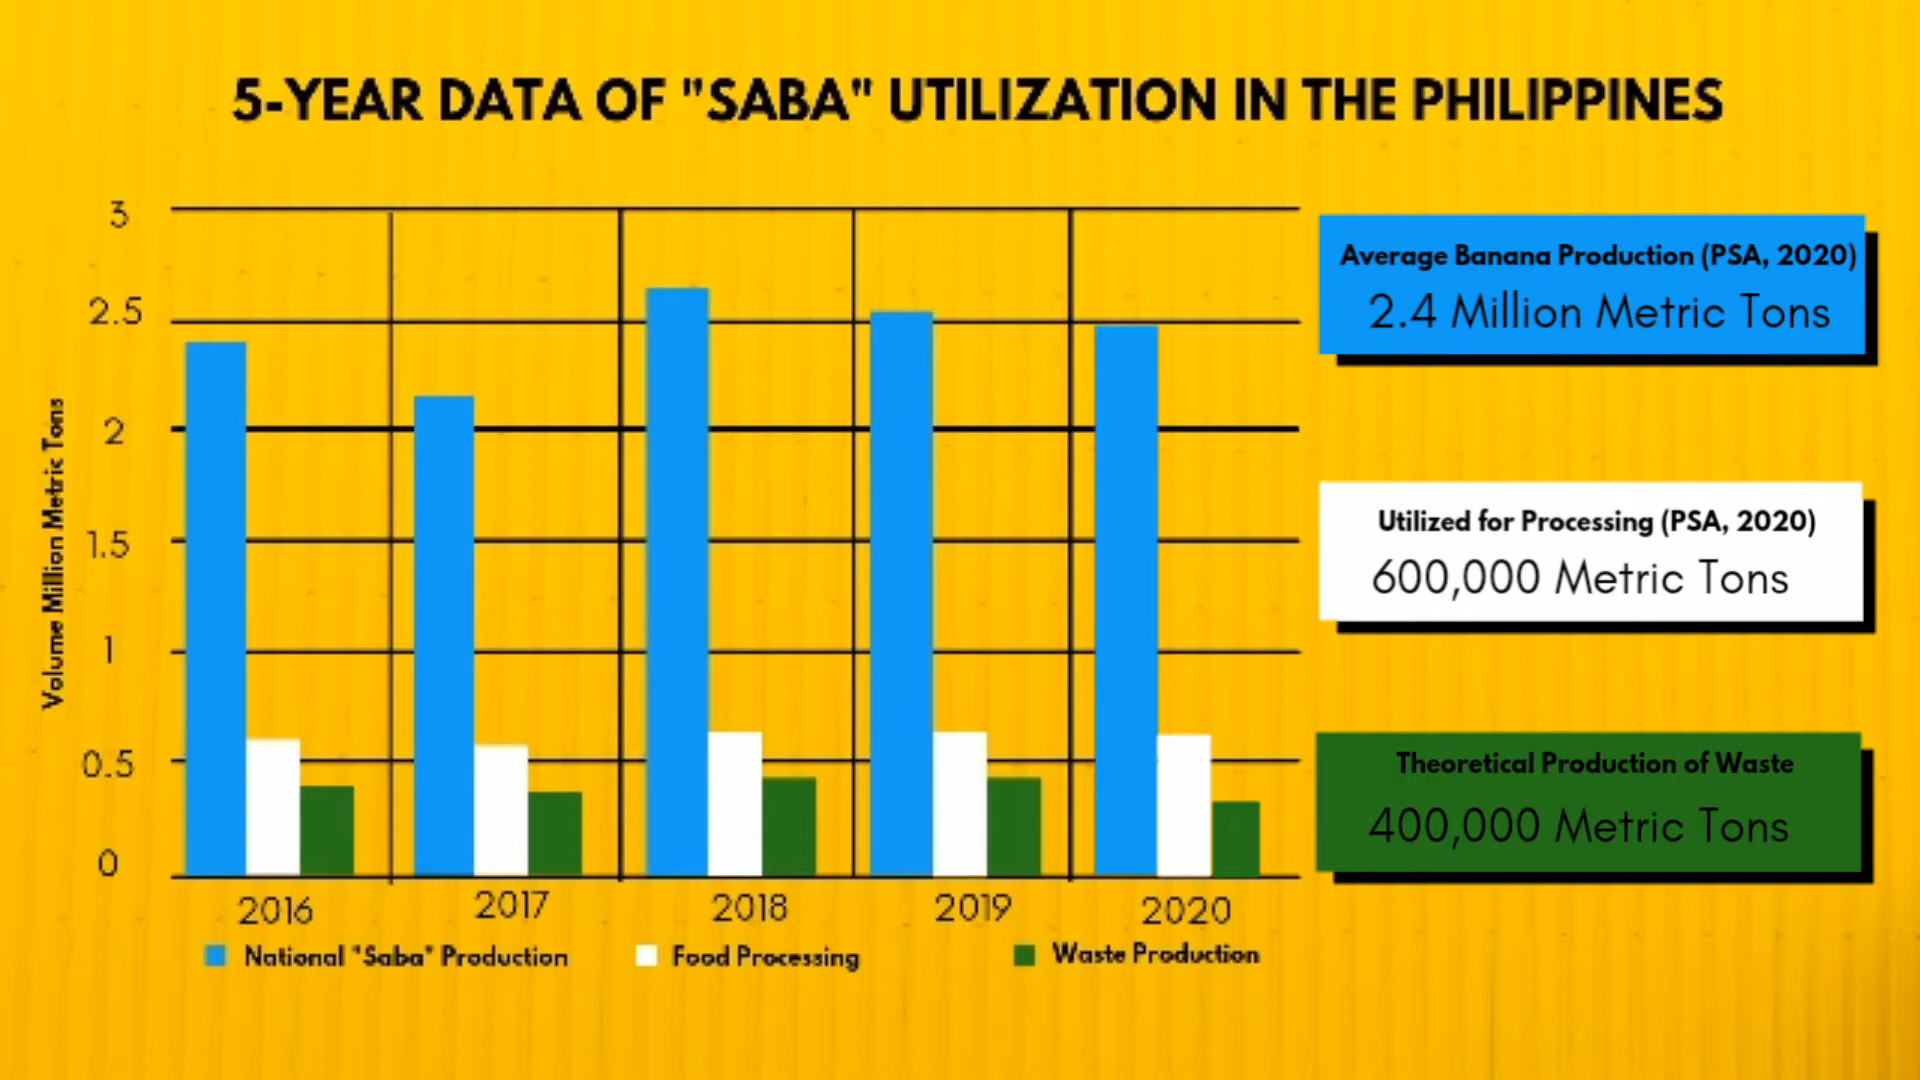 5-YEAR DATA OF "SABA" UTILIZATION IN THE PHILIPPINES
3
2.5
2
1.5
1
0.5
0
Volume Million Metric Tons
2016
2017
2018
2019
2020
National "Saba" Production
Food Processing
Waste Production
Average Banana Production (PSA, 2020)
2.4 Million Metric Tons
Utilized for Processing (PSA, 2020)
600,000 Metric Tons
Theoretical Production of Waste
400,000 Metric Tons